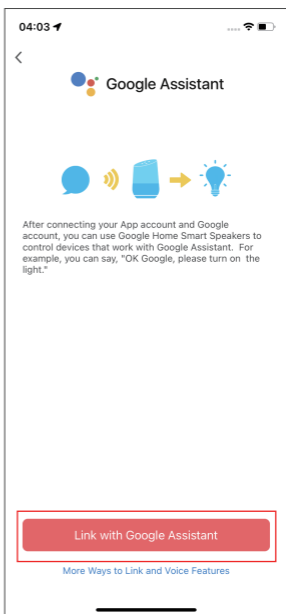 04:03
Google Assistant
After connecting your App account and Google
account, you can use Google Home Smart Speakers to
control devices that work with Google Assistant. For
example, you can say, "OK Google, please turn on the
light."
Link with Google Assistant
More Ways to Link and Voice Features